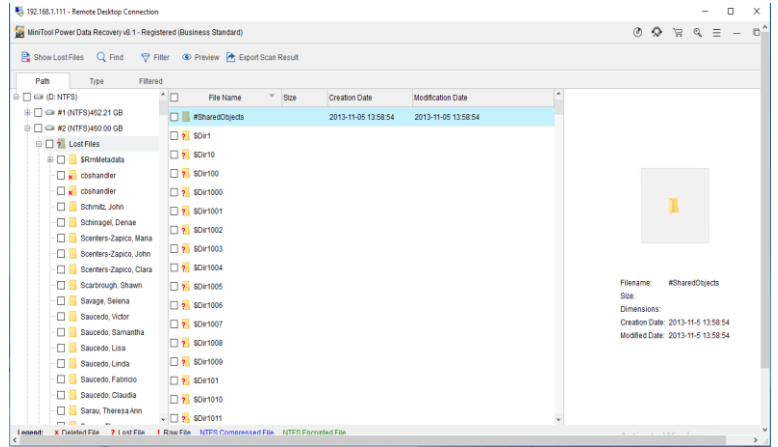 192.168.1.111 - Remote Desktop Connection
MiniTool Power Data Recovery v8.1 - Registered (Business Standard)
Show Lost Files Find Filter Preview Export Scan Result
Path Type Filtered
(D: NTFS)
#1 (NTFS)462.21 GB
#2 (NTFS)460.00 GB
Lost Files
$RmMetadata
cbshandler
cbshandler
Schmitz, John
Schinagel, Denae
Scenters-Zapico, Maria
Scenters-Zapico, John
Scenters-Zapico, Clara
Scarbrough, Shawn
Savage, Selena
Saucedo, Victor
Saucedo, Samantha
Saucedo, Lisa
Saucedo, Linda
Saucedo, Fabricio
Saucedo, Claudia
Sarau, Theresa Ann
File Name Size Creation Date Modification Date
#SharedObjects 2013-11-05 13:58:54 2013-11-05 13:58:54
$Dir1
$Dir10
$Dir100
$Dir1000
$Dir1001
$Dir1002
$Dir1003
$Dir1004
$Dir1005
$Dir1006
$Dir1007
$Dir1008
$Dir1009
$Dir101
$Dir1010
$Dir1011
Filename: #SharedObjects
Size:
Dimensions:
Creation Date: 2013-11-5 13:58:54
Modified Date: 2013-11-5 13:58:54
Legend: x Deleted File ? Lost File ! Raw File NTFS Compressed File NTFS Encrypted File